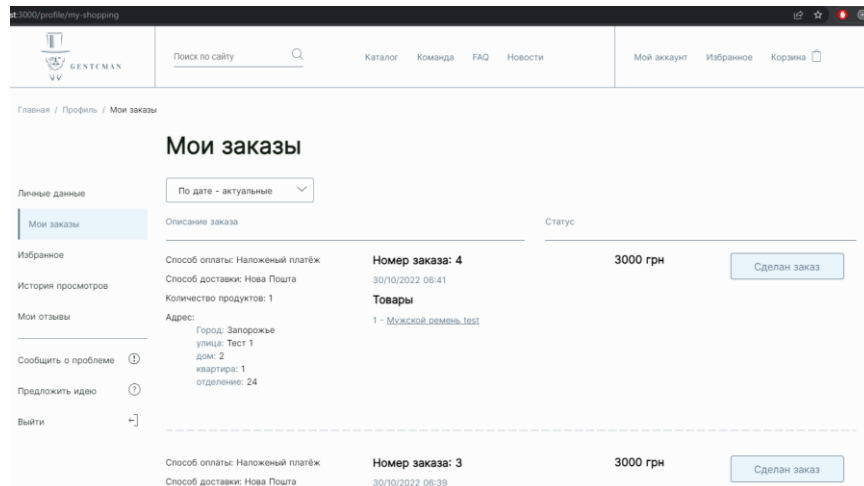 st:3000/profile/my-shopping
GENTCMAN
Поиск по сайту
Каталог Команда FAQ Новости
Мой аккаунт Избранное Корзина
Главная / Профиль / Мои заказы
Мои заказы
По дате - актуальные
Личные данные
Мои заказы
Избранное
История просмотров
Мои отзывы
Сообщить о проблеме
Предложить идею
Выйти
Описание заказа
Статус
Способ оплаты: Наложеный платёж
Способ доставки: Нова Пошта
Количество продуктов: 1
Адрес:
Город: Запорожье
улица: Тест 1
дом: 2
квартира: 1
отделение: 24
Номер заказа: 4
30/10/2022 06:41
Товары
1 - Мужской ремень test
3000 грн
Сделан заказ
Способ оплаты: Наложеный платёж
Способ доставки: Нова Пошта
Номер заказа: 3
30/10/2022 06:39
3000 грн
Сделан заказ